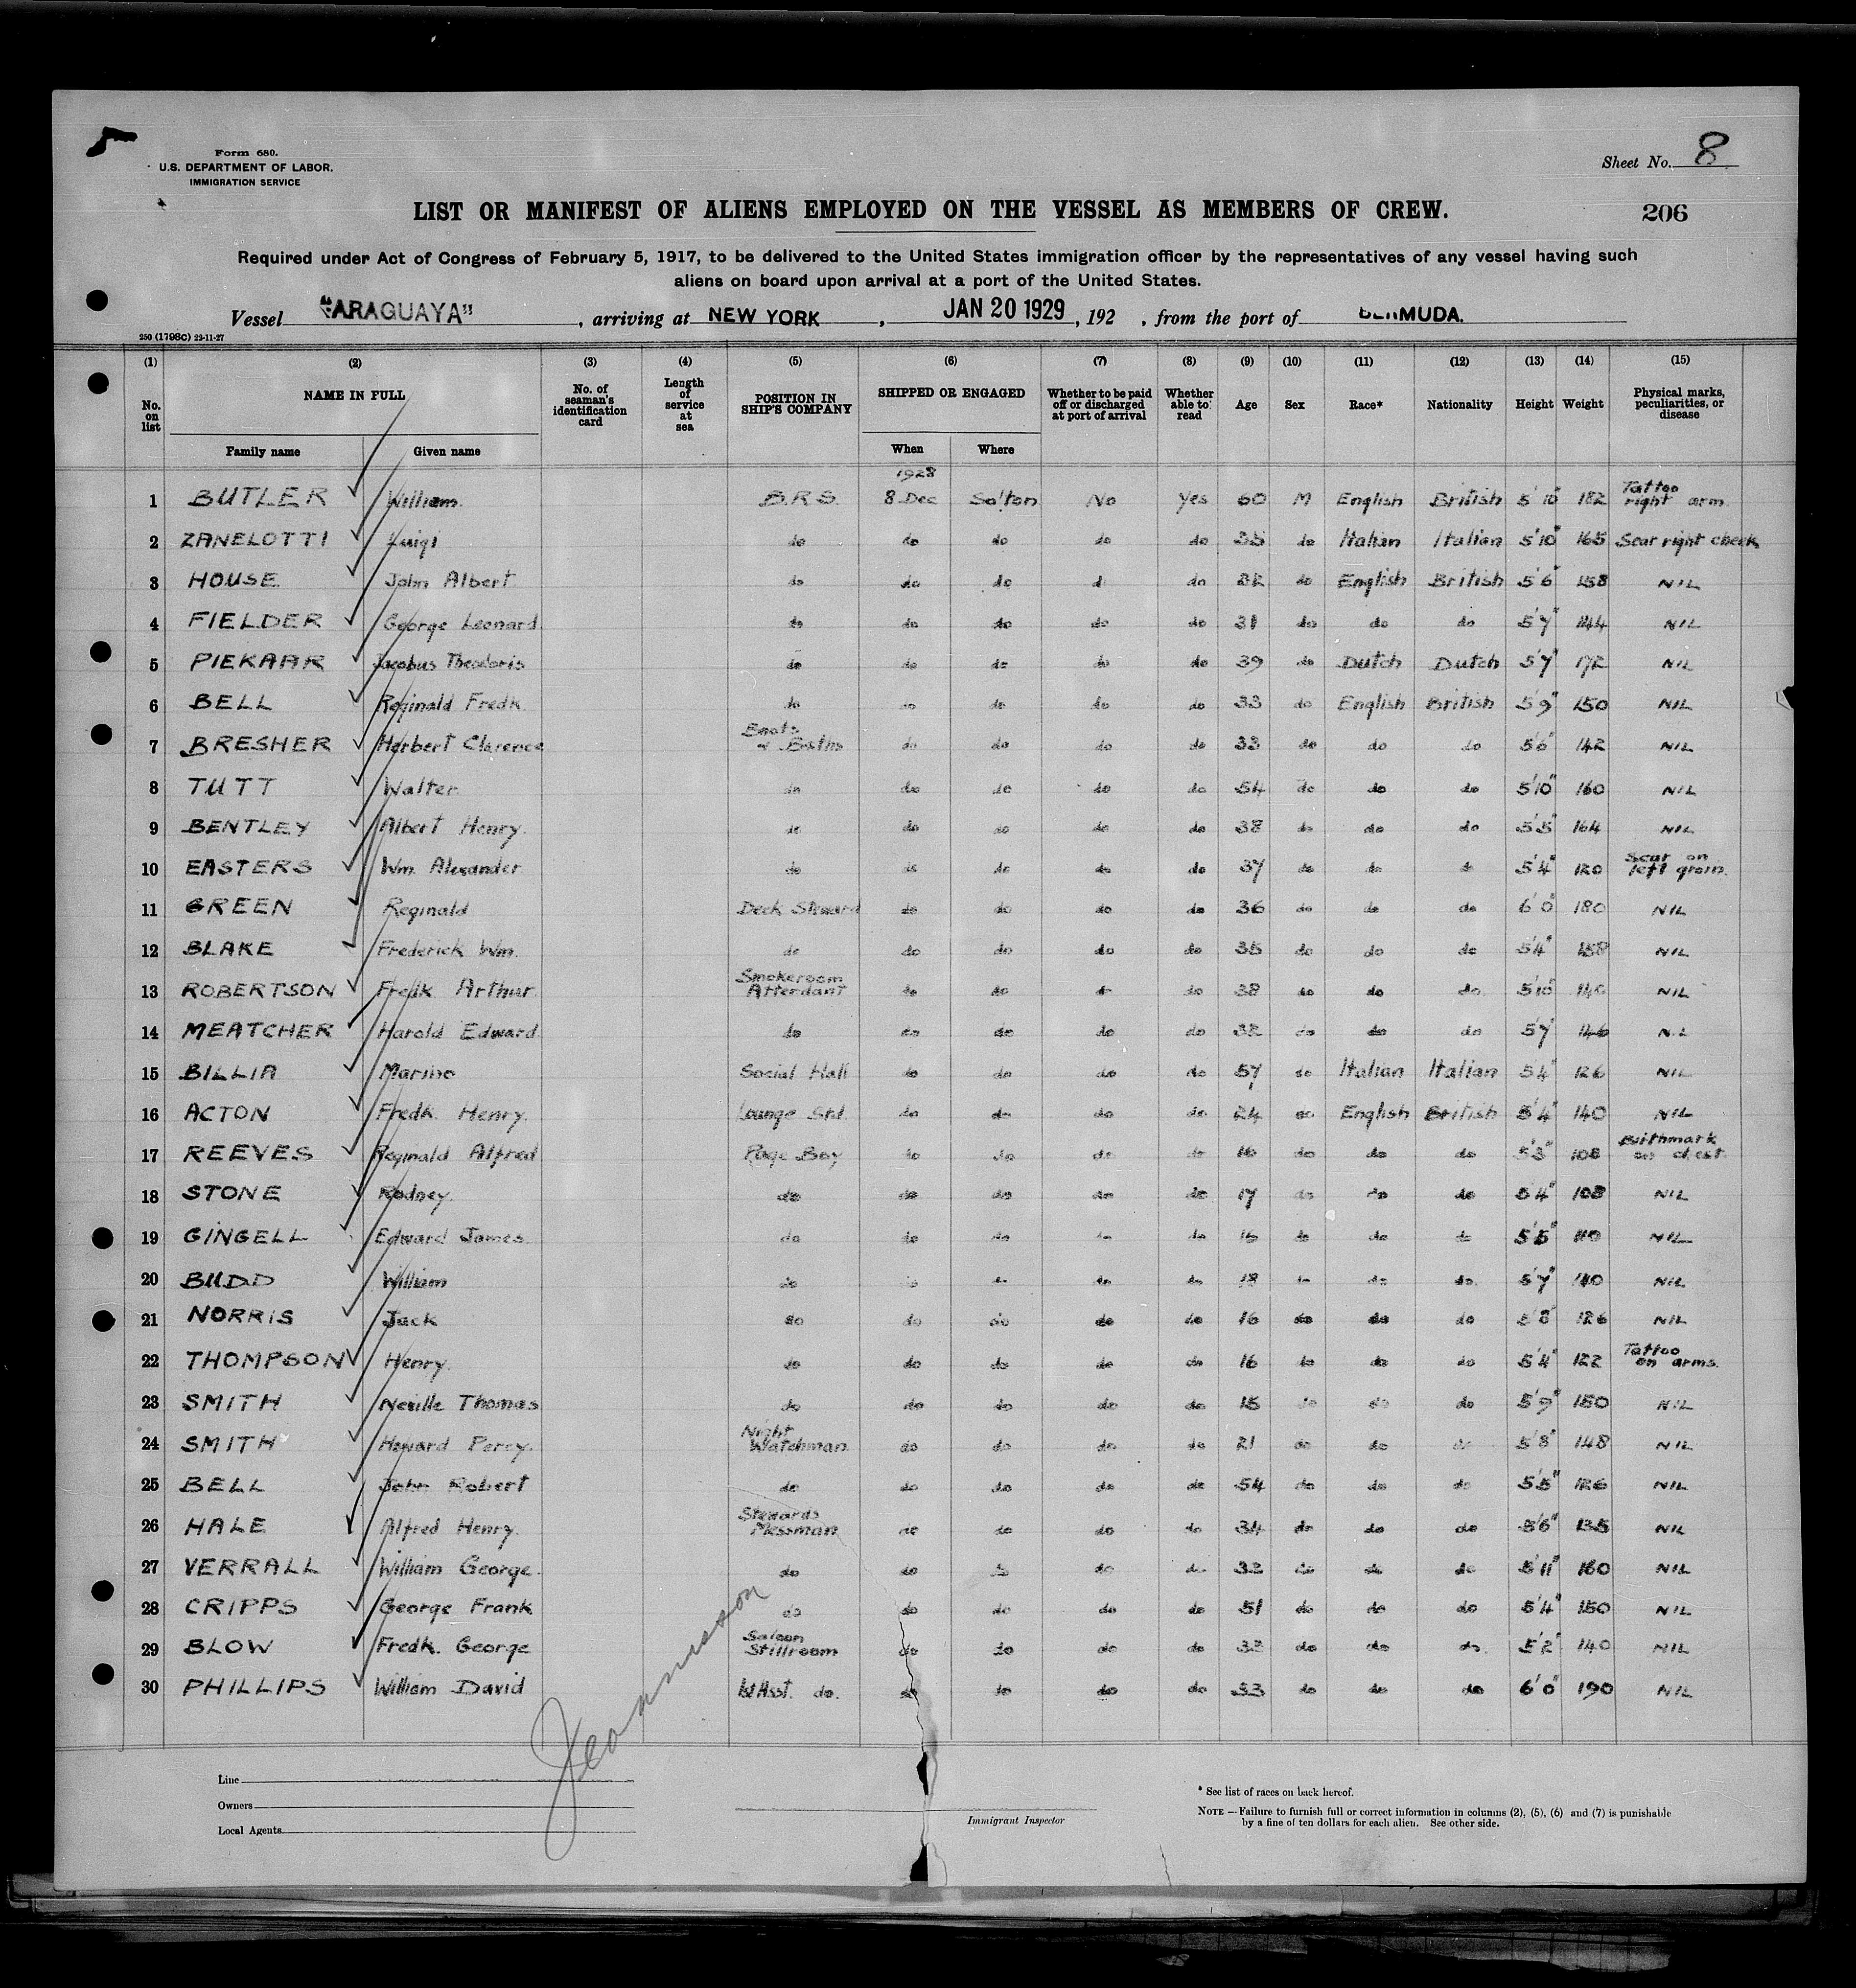 Form 680.
U.S. DEPARTMENT OF LABOR.
IMMIGRATION SERVICE
Sheet No. 8
LIST OR MANIFEST OF ALIENS EMPLOYED ON THE VESSEL AS MEMBERS OF CREW.
206
Required under Act of Congress of February 5, 1917, to be delivered to the United States immigration officer by the representatives of any vessel having such
aliens on board upon arrival at a port of the United States.
Vessel "ARAGUAYA", arriving at NEW YORK, JAN 20 1929, 192 , from the port of BERMUDA.
250 (1798C) 23-11-27
(1) (2) (3) (4) (5) (6) (7) (8) (9) (10) (11) (12) (13) (14) (15)
No. on list NAME IN FULL No. of seaman's identification card Length of service at sea POSITION IN SHIP'S COMPANY SHIPPED OR ENGAGED Whether to be paid off or discharged at port of arrival Whether able to read Age Sex Race* Nationality Height Weight Physical marks, peculiarities, or disease
Family name Given name When Where
1928
1 BUTLER William. B.R.S. 8 Dec So'ton No Yes 60 M English British 5'10" 182 Tattoo right arm.
2 ZANELOTTI Luigi do do do do do 35 do Italian Italian 5'10" 165 Scar right cheek
3 HOUSE John Albert do do do do 32 do English British 5'6" 158 NIL
4 FIELDER George Leonard. do do do do do 31 do do do 5'7" 144 NIL
5 PIEKAAR Jacobus Theodoris do do do do do 39 do Dutch Dutch 5'7" 172 NIL
6 BELL Reginald Fredk. do do do do do 33 do English British 5'9" 150 NIL
7 BRESHER Herbert Clarence Boots & Baths do do do do 33 do do do 5'6" 142 NIL
8 TUTT Walter. do do do do do 54 do do do 5'10" 160 NIL
9 BENTLEY Albert Henry. do do do do do 38 do do do 5'5" 164 NIL
10 EASTERS Wm. Alexander do do do do do 37 do do do 5'4" 120 Scar on left groin.
11 GREEN Reginald Deck Steward do do do do 36 do do do 6'0" 180 NIL
12 BLAKE Frederick Wm. do do do do do 35 do do do 5'4" 158 NIL
13 ROBERTSON Fredk Arthur. Smokeroom Attendant do do do do 38 do do do. 5'10" 140 NIL
14 MEATCHER Harold Edward do do do do do 32 do do do 5'7" 146 NIL
15 BILLIA Marino Social Hall do do do do 57 do Italian Italian 5'4" 126 NIL
16 ACTON Fredk. Henry. Lounge Std. do do do do 24 do English British 5'4" 140 NIL
17 REEVES Reginald Alfred Page Boy do do do do 16 do do do 5'3" 108 Birthmark on chest.
18 STONE Rodney. do do do do do 17 do do do 5'4" 108 NIL
19 GINGELL Edward James. do do do do do 16 do do do 5'5" 110 NIL
20 BUDD William do do do do 18 do do do. 5'7" 140 NIL
21 NORRIS Jack do do do do do 16 do do do 5'8" 126 NIL
22 THOMPSON Henry. do do do do do 16 do do do 5'4" 122 Tattoo on arms.
23 SMITH Neville Thomas do do do do do 15 do do do 5'9" 150 NIL
24 SMITH Howard Percy. Night Watchman do do do do 21 do do do 5'8" 148 NIL
25 BELL John Robert do do do do do 54 do do do 5'5" 126 NIL
26 HALE Alfred Henry. Stewards Messman do do do do 34 do do do 5'6" 135 NIL
27 VERRALL William George. do do do do do 33 do do do 5'11" 160 NIL
28 CRIPPS George Frank do do do do do 51 do do do 5'4" 150 NIL
29 BLOW Fredk. George Saloon Stillroom do do do do 32 do do do. 5'2" 140 NIL
30 PHILLIPS William David 1st Asst. do. do do do do 33 do do do 6'0" 190 NIL
Line
Owners
Local Agents
Immigrant Inspector
* See list of races on back hereof.
NOTE — Failure to furnish full or correct information in columns (2), (5), (6) and (7) is punishable
by a fine of ten dollars for each alien. See other side.